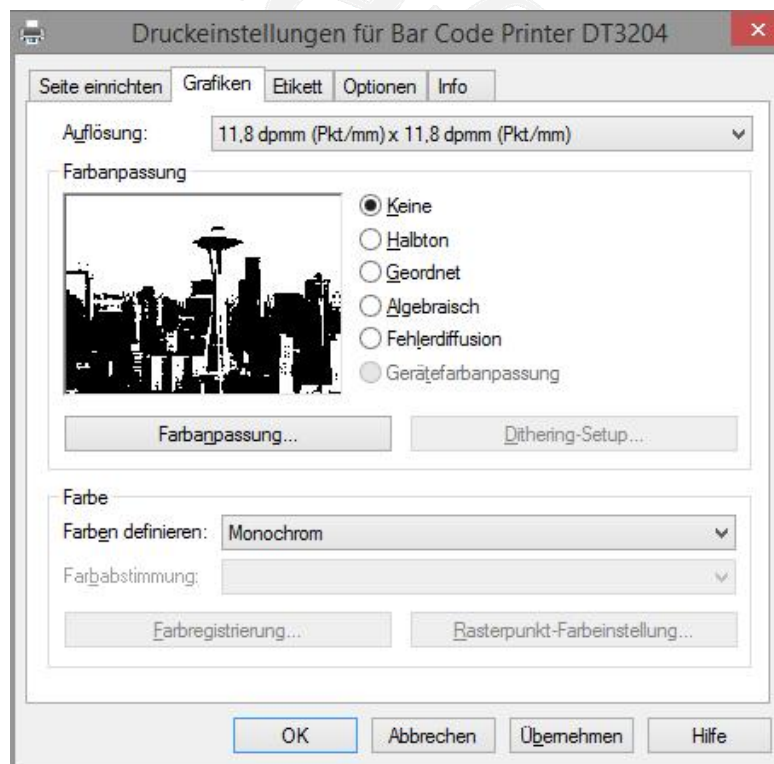 Druckeinstellungen für Bar Code Printer DT3204
Seite einrichten Grafiken Etikett Optionen Info
Auflösung: 11,8 dpmm (Pkt/mm) x 11,8 dpmm (Pkt/mm)
Farbanpassung
Keine
Halbton
Geordnet
Algebraisch
Fehlerdiffusion
Gerätefarbanpassung
Farbanpassung... Dithering-Setup...
Farbe
Farben definieren: Monochrom
Farbabstimmung:
Farbregistrierung... Rasterpunkt-Farbeinstellung...
OK Abbrechen Übernehmen Hilfe